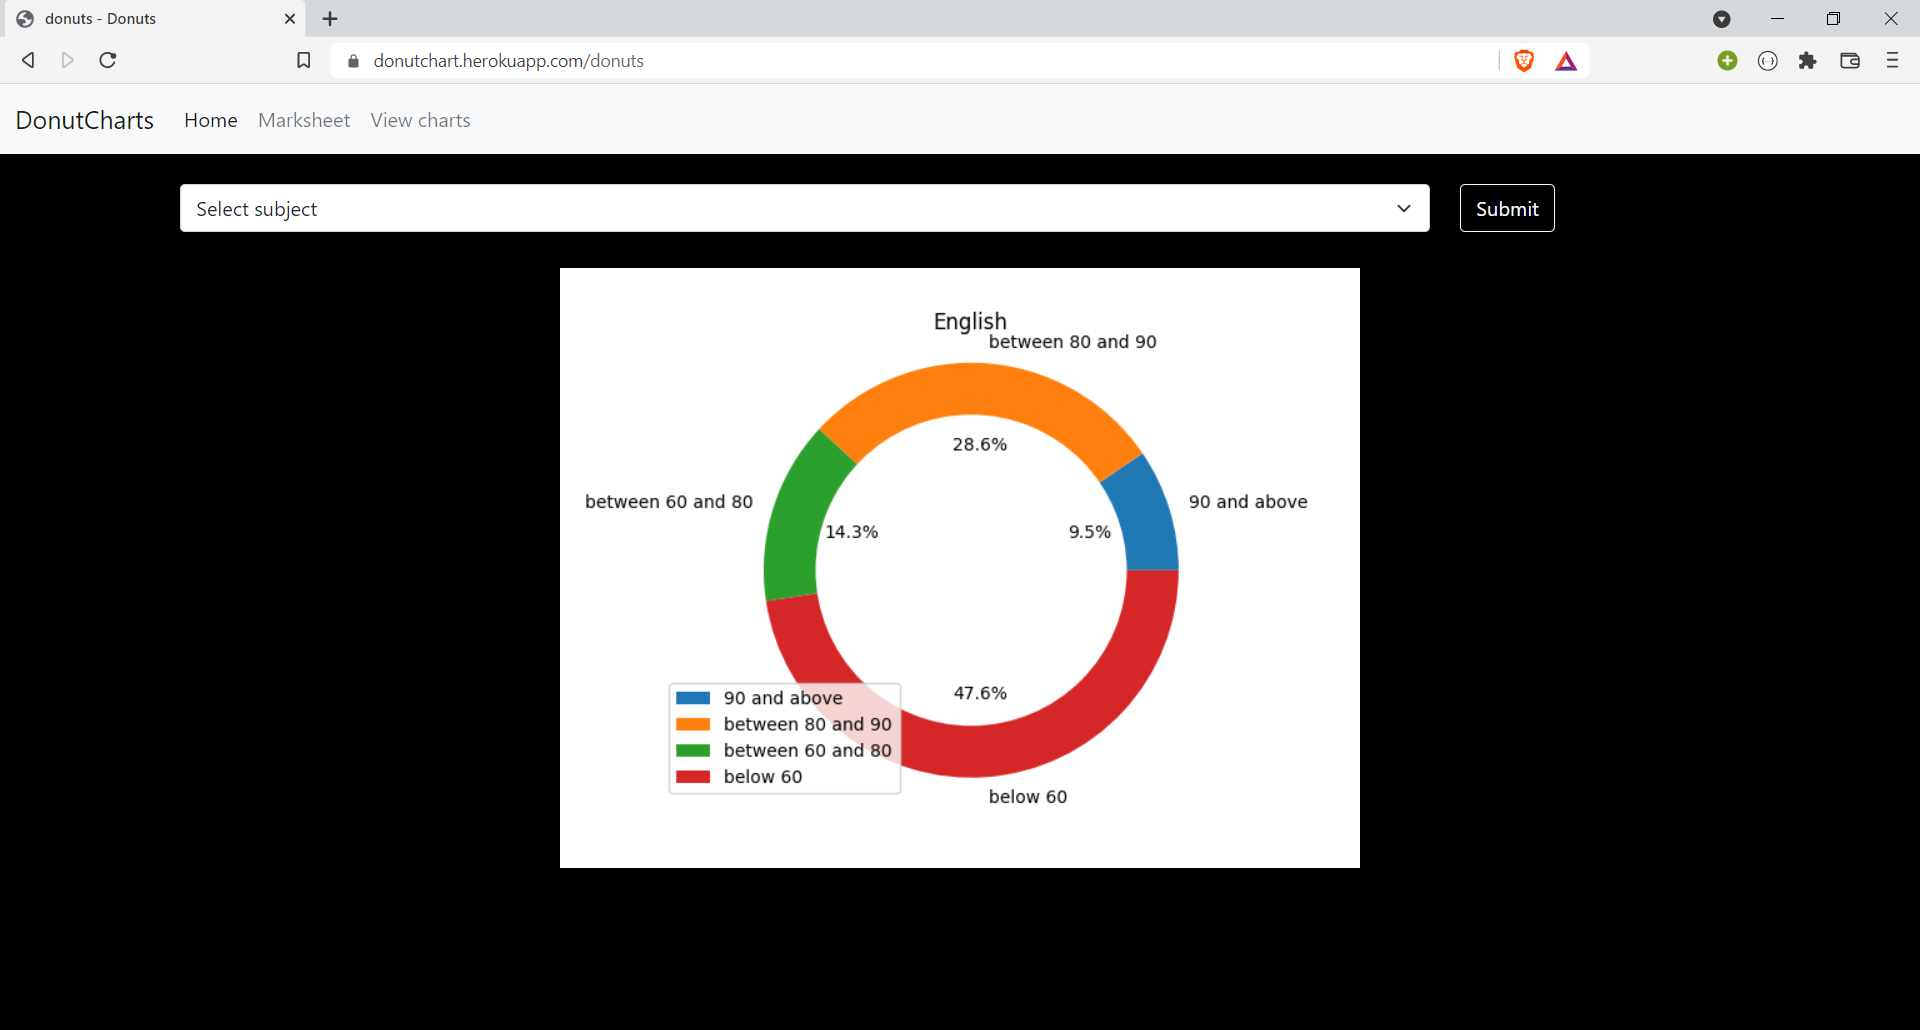 donuts - Donuts
donutchart.herokuapp.com/donuts
DonutCharts Home Marksheet View charts
Select subject
Submit
English
between 80 and 90
28.6%
between 60 and 80
90 and above
14.3%
9.5%
47.6%
90 and above
between 80 and 90
between 60 and 80
below 60
below 60